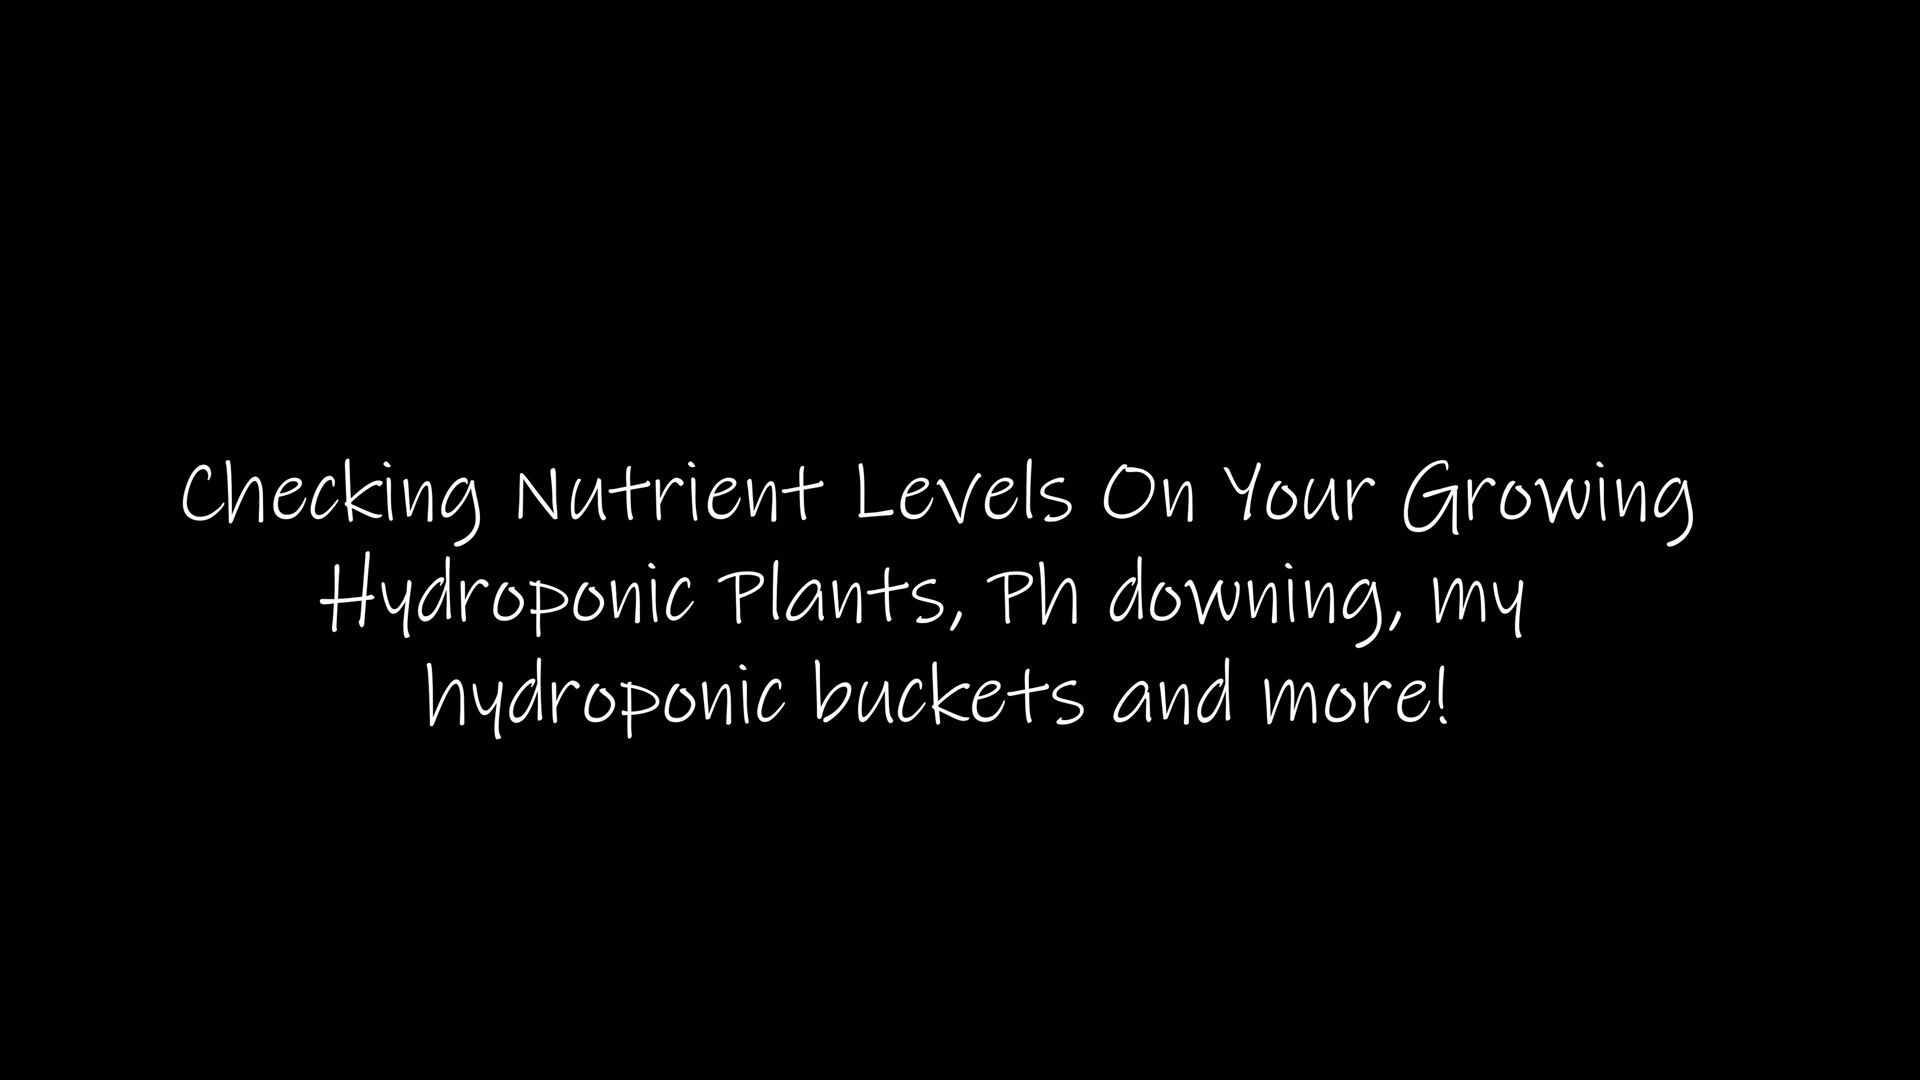 Checking Nutrient Levels On Your Growing
Hydroponic Plants, Ph downing, my
hydroponic buckets and more!